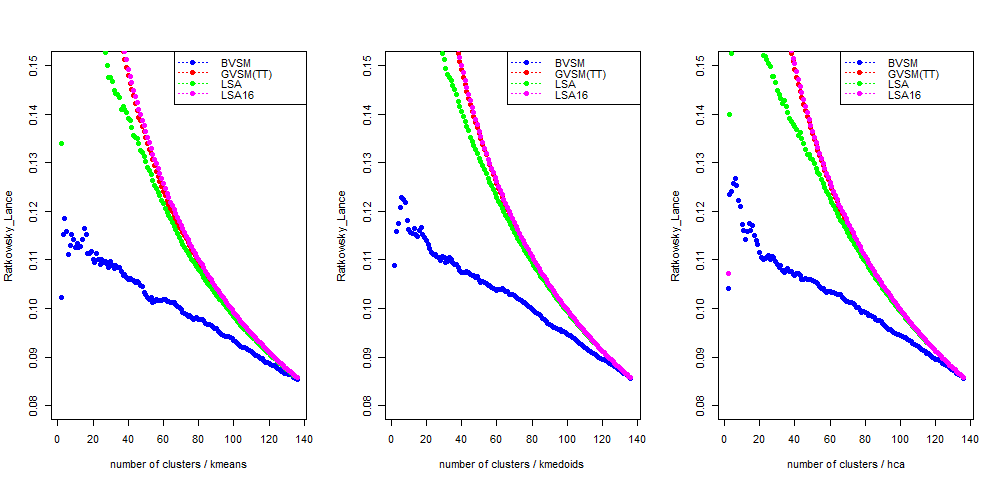 Ratkowsky_Lance
0.15
0.14
0.13
0.12
0.11
0.10
0.09
0.08
0 20 40 60 80 100 120 140
number of clusters / kmeans
BVSM
GVSM(TT)
LSA
LSA16
Ratkowsky_Lance
0.15
0.14
0.13
0.12
0.11
0.10
0.09
0.08
0 20 40 60 80 100 120 140
number of clusters / kmedoids
BVSM
GVSM(TT)
LSA
LSA16
Ratkowsky_Lance
0.15
0.14
0.13
0.12
0.11
0.10
0.09
0.08
0 20 40 60 80 100 120 140
number of clusters / hca
BVSM
GVSM(TT)
LSA
LSA16